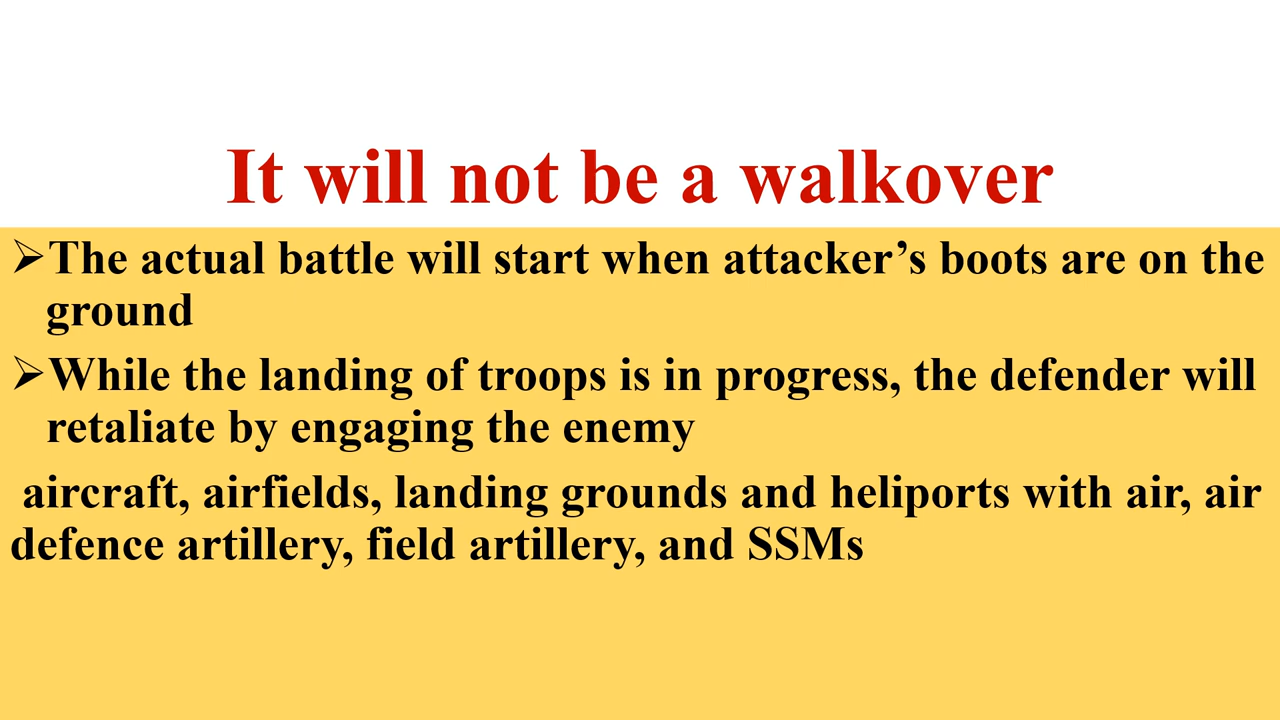 It will not be a walkover
➢The actual battle will start when attacker’s boots are on the
ground
➢While the landing of troops is in progress, the defender will
retaliate by engaging the enemy
aircraft, airfields, landing grounds and heliports with air, air
defence artillery, field artillery, and SSMs